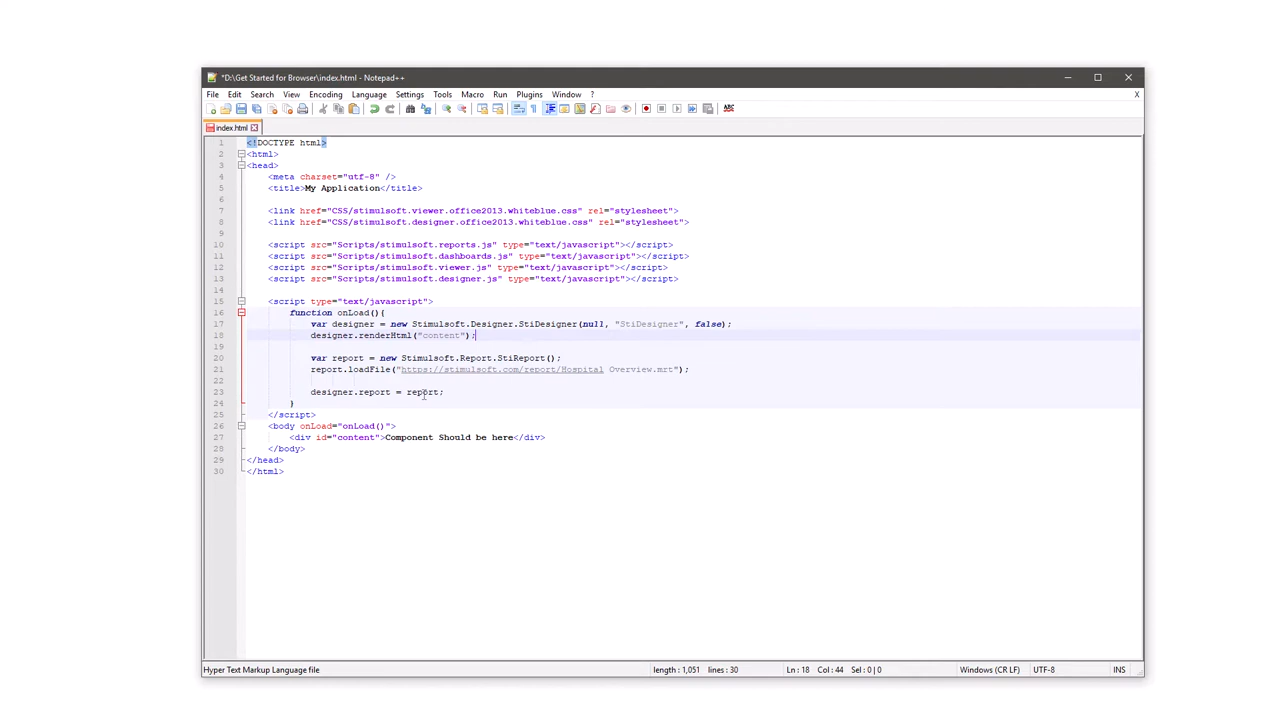 *D:\Get Started for Browser\index.html - Notepad++
File Edit Search View Encoding Language Settings Tools Macro Run Plugins Window ? X
index.html
1 <!DOCTYPE html>
2 <html>
3 <head>
4 <meta charset="utf-8" />
5 <title>My Application</title>
6
7 <link href="CSS/stimulsoft.viewer.office2013.whiteblue.css" rel="stylesheet">
8 <link href="CSS/stimulsoft.designer.office2013.whiteblue.css" rel="stylesheet">
9
10 <script src="Scripts/stimulsoft.reports.js" type="text/javascript"></script>
11 <script src="Scripts/stimulsoft.dashboards.js" type="text/javascript"></script>
12 <script src="Scripts/stimulsoft.viewer.js" type="text/javascript"></script>
13 <script src="Scripts/stimulsoft.designer.js" type="text/javascript"></script>
14
15 <script type="text/javascript">
16 function onLoad(){
17 var designer = new Stimulsoft.Designer.StiDesigner(null, "StiDesigner", false);
18 designer.renderHtml("content");
19
20 var report = new Stimulsoft.Report.StiReport();
21 report.loadFile("https://stimulsoft.com/report/Hospital Overview.mrt");
22
23 designer.report = report;
24 }
25 </script>
26 <body onLoad="onLoad()">
27 <div id="content">Component Should be here</div>
28 </body>
29 </head>
30 </html>
Hyper Text Markup Language file length : 1,051 lines : 30 Ln : 18 Col : 44 Sel : 0 | 0 Windows (CR LF) UTF-8 INS